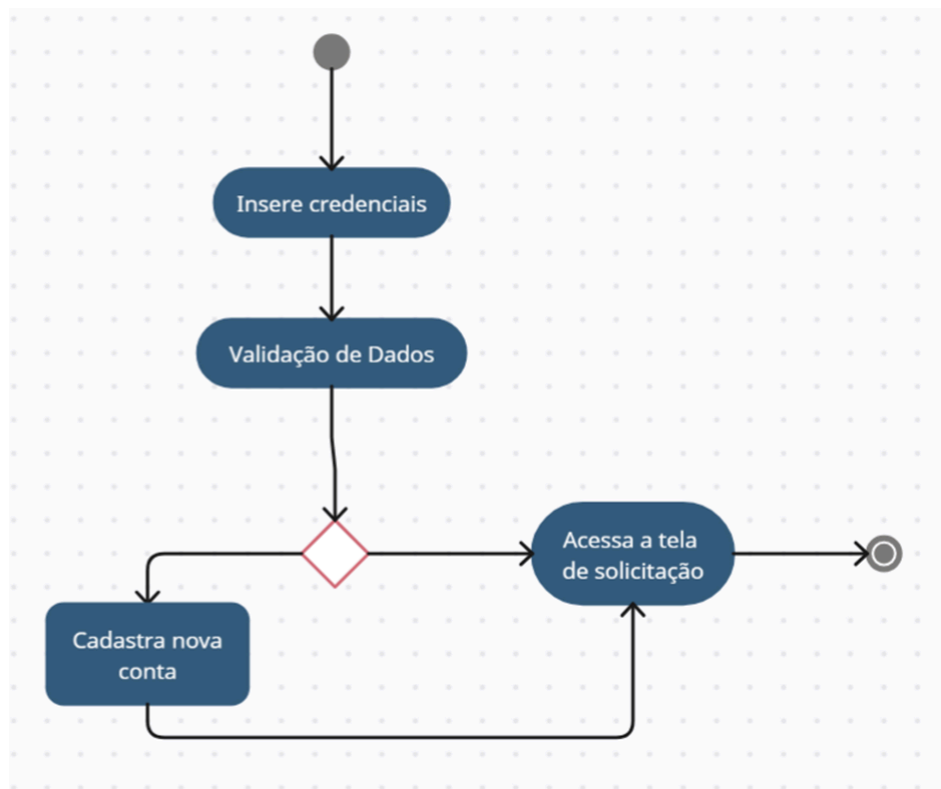 Insere credenciais
Validação de Dados
Acessa a tela
de solicitação
Cadastra nova
conta